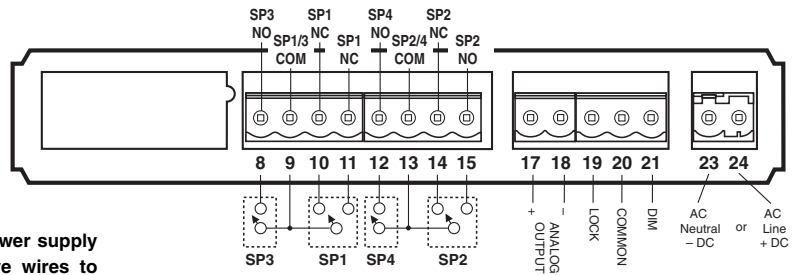 SP3 NO
SP1/3 COM
SP1 NC
SP1 NC
SP4 NO
SP2/4 COM
SP2 NC
SP2 NO
8 9 10 11 12 13 14 15 17 18 19 20 21 23 24
SP3 SP1 SP4 SP2
+ – ANALOG OUTPUT
LOCK
COMMON
DIM
AC Neutral – DC
or
AC Line + DC
wer supply
re wires to